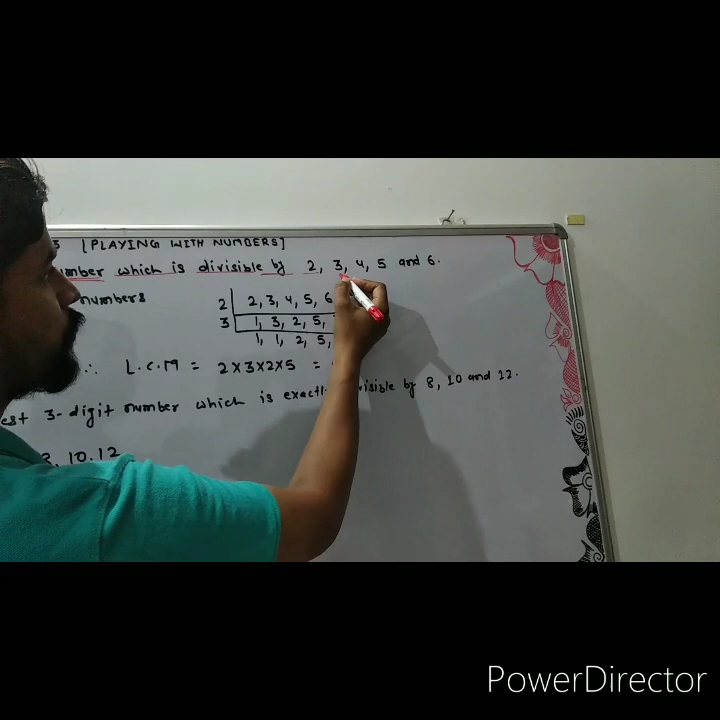 3 [PLAYING WITH NUMBERS]
number which is divisible by 2, 3, 4, 5 and 6.
numbers
2 2, 3, 4, 5, 6
3 1, 3, 2, 5,
1, 1, 2, 5,
∴ L.C.M = 2×3×2×5 =
est 3-digit number which is divisible by 8, 10 and 12.
10.12
PowerDirector